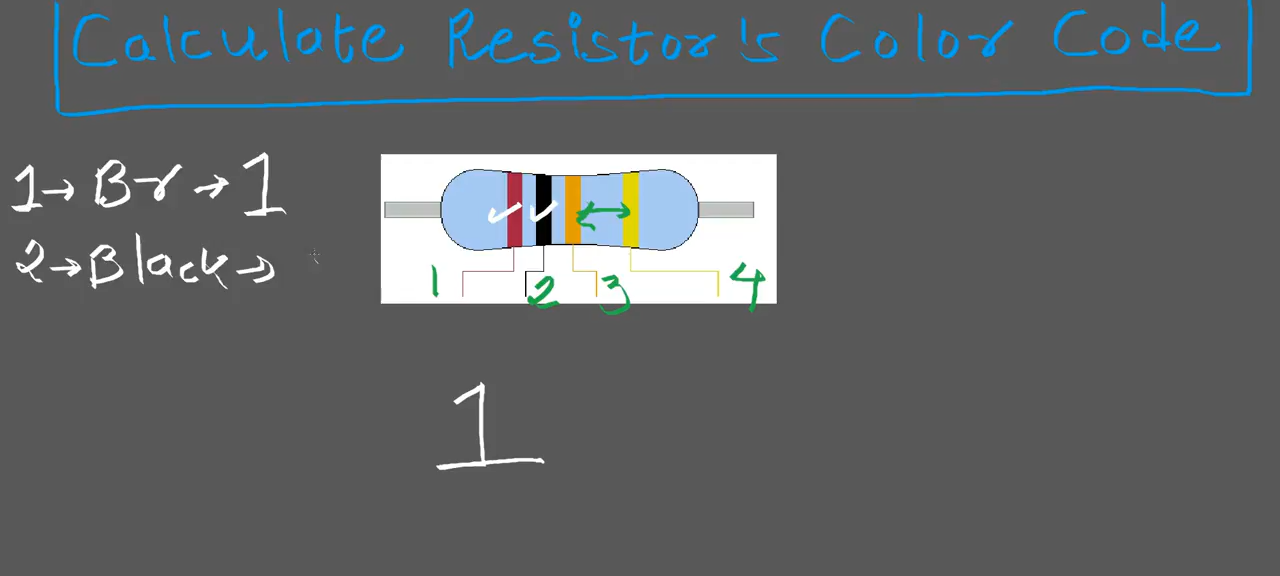 Calculate Resistor's Color Code
1→Br→1
2→Black→
1 2 3 4
1